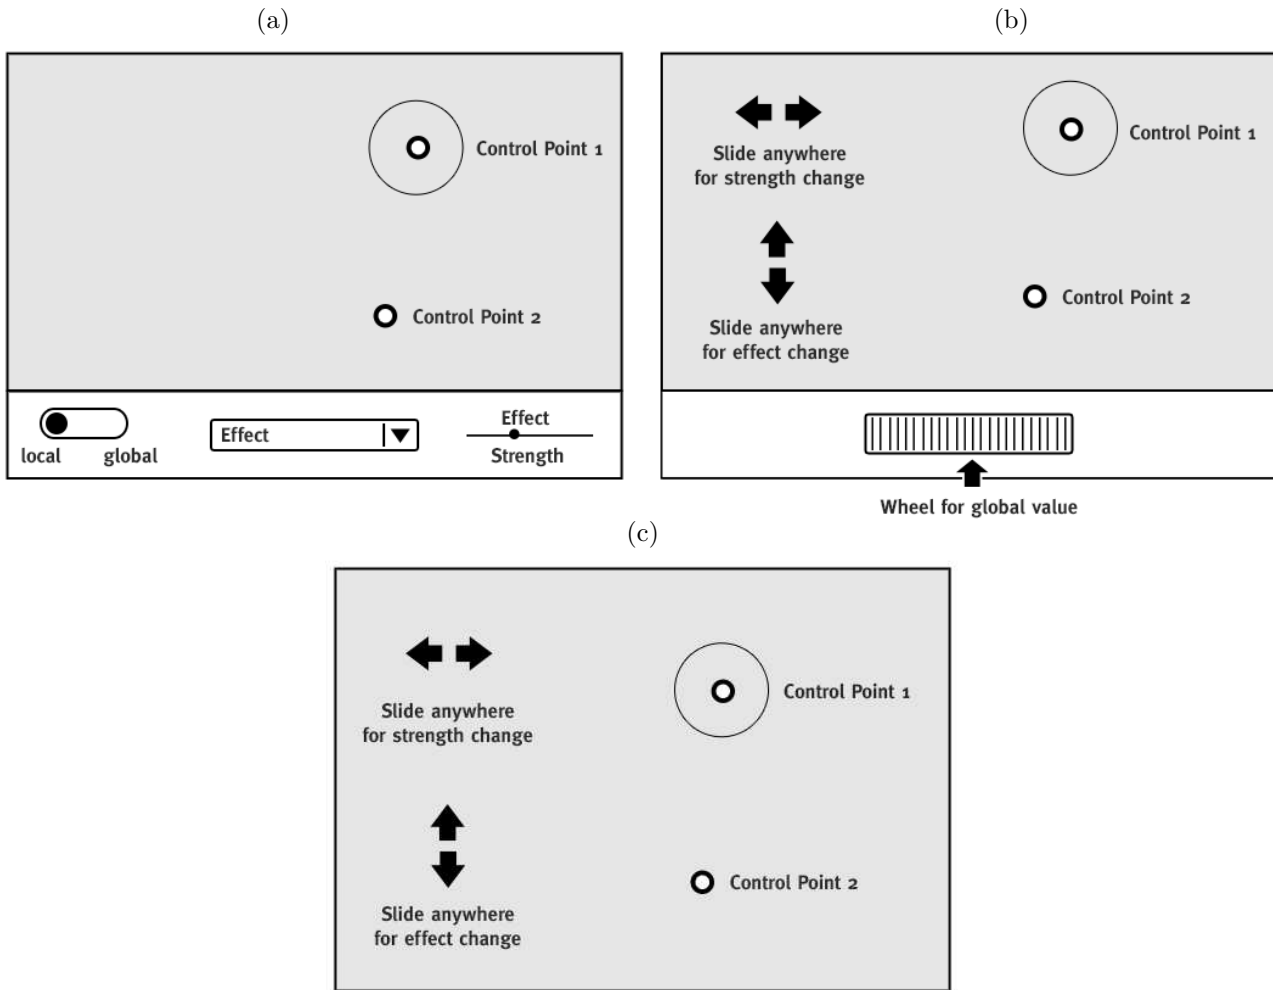 (a)
Control Point 1
Control Point 2
local global
Effect
Effect
Strength
(b)
Slide anywhere
for strength change
Control Point 1
Slide anywhere
for effect change
Control Point 2
Wheel for global value
(c)
Slide anywhere
for strength change
Control Point 1
Slide anywhere
for effect change
Control Point 2